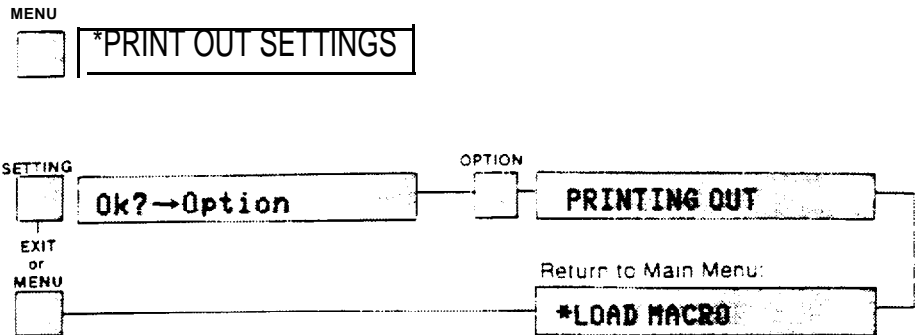 MENU
*PRINT OUT SETTINGS
SETTING
Ok?→Option
OPTION
PRINTING OUT
EXIT
or
MENU
Return to Main Menu:
*LOAD MACRO